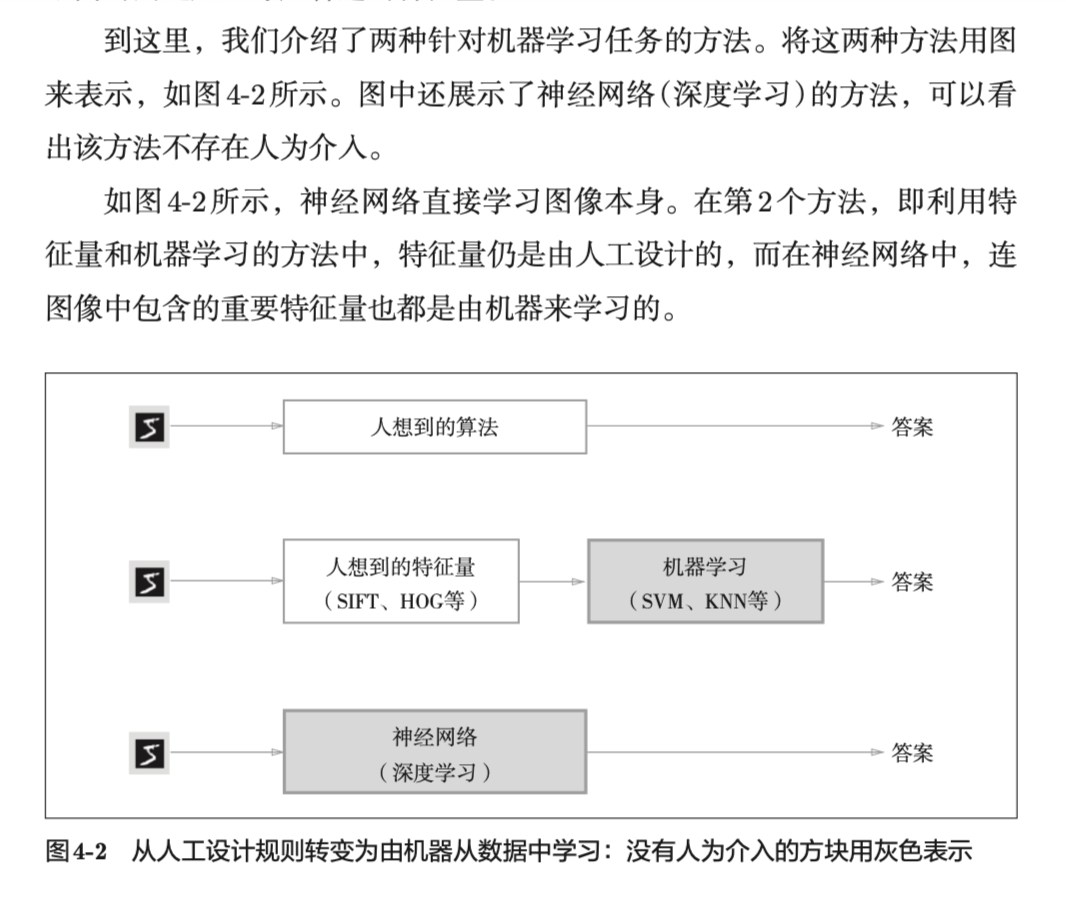 到这里，我们介绍了两种针对机器学习任务的方法。将这两种方法用图
来表示，如图4-2所示。图中还展示了神经网络（深度学习）的方法，可以看
出该方法不存在人为介入。
如图4-2所示，神经网络直接学习图像本身。在第2个方法，即利用特
征量和机器学习的方法中，特征量仍是由人工设计的，而在神经网络中，连
图像中包含的重要特征量也都是由机器来学习的。
人想到的算法
答案
人想到的特征量
（SIFT、HOG等）
机器学习
（SVM、KNN等）
答案
神经网络
（深度学习）
答案
图4-2 从人工设计规则转变为由机器从数据中学习：没有人为介入的方块用灰色表示